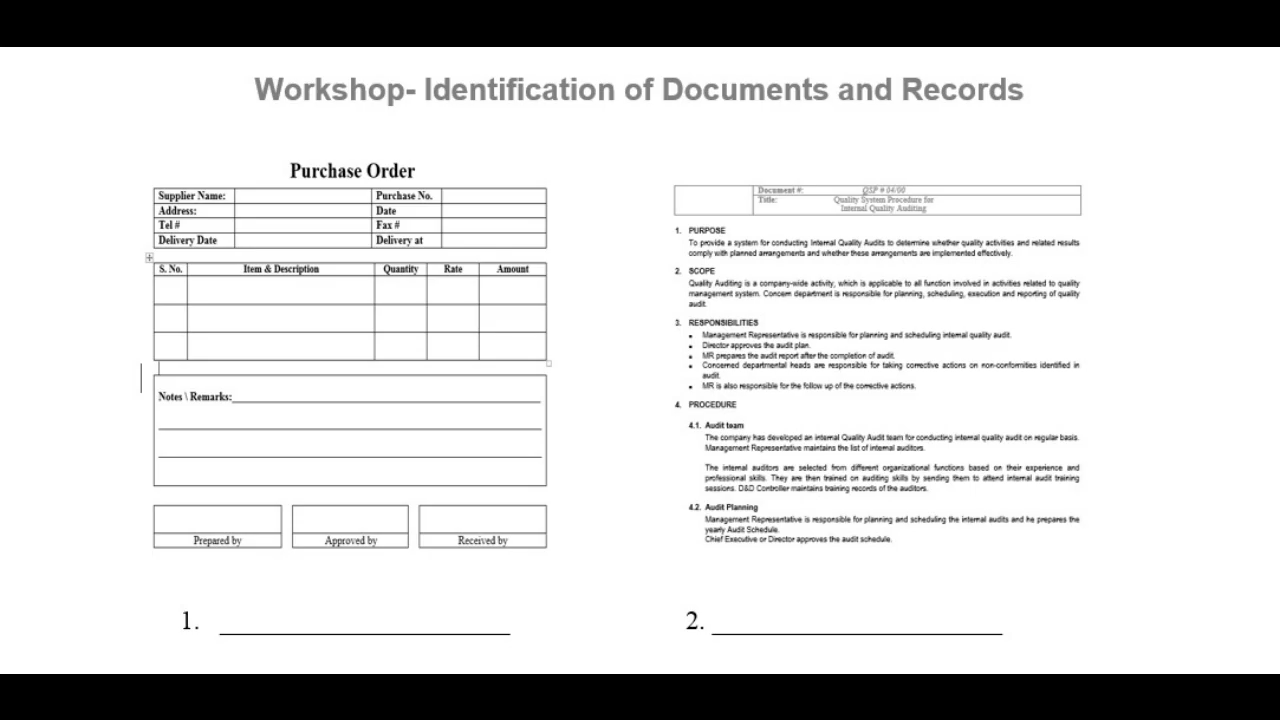 Workshop- Identification of Documents and Records
Purchase Order
Supplier Name: Purchase No.
Address: Date
Tel # Fax #
Delivery Date Delivery at
S. No. Item & Description Quantity Rate Amount
Notes \ Remarks:
Prepared by Approved by Received by
1.
Document #: QSP # 04/00
Title: Quality System Procedure for
Internal Quality Auditing
1. PURPOSE
To provide a system for conducting Internal Quality Audits to determine whether quality activities and related results
comply with planned arrangements and whether these arrangements are implemented effectively.
2. SCOPE
Quality Auditing is a company-wide activity, which is applicable to all function involved in activities related to quality
management system. Concern department is responsible for planning, scheduling, execution and reporting of quality
audit.
3. RESPONSIBILITIES
• Management Representative is responsible for planning and scheduling internal quality audit.
• Director approves the audit plan.
• MR prepares the audit report after the completion of audit.
• Concerned departmental heads are responsible for taking corrective actions on non-conformities identified in
audit.
• MR is also responsible for the follow up of the corrective actions.
4. PROCEDURE
4.1. Audit team
The company has developed an internal Quality Audit team for conducting internal quality audit on regular basis.
Management Representative maintains the list of internal auditors.
The internal auditors are selected from different organizational functions based on their experience and
professional skills. They are then trained on auditing skills by sending them to attend internal audit training
sessions. D&D Controller maintains training records of the auditors.
4.2. Audit Planning
Management Representative is responsible for planning and scheduling the internal audits and he prepares the
yearly Audit Schedule.
Chief Executive or Director approves the audit schedule.
2.